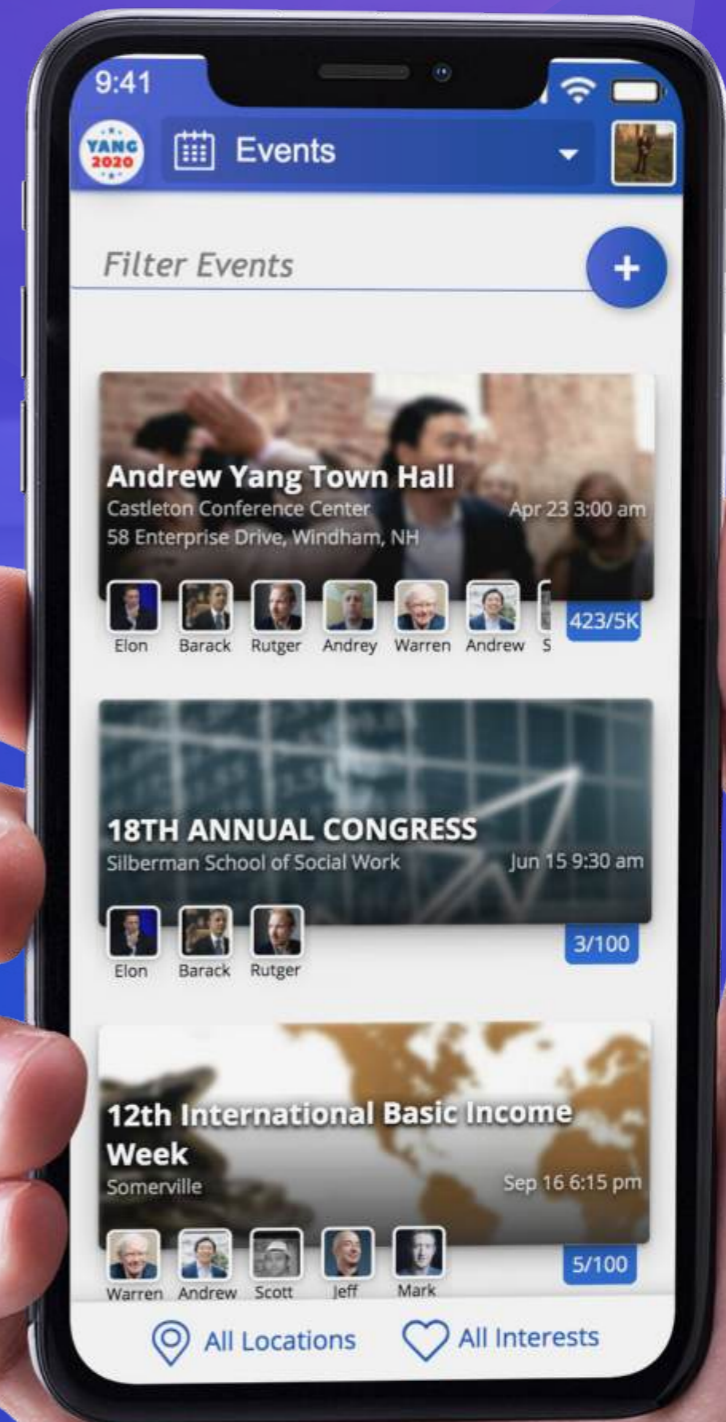 9:41
YANG
2020
Events
Filter Events
+
Andrew Yang Town Hall
Castleton Conference Center
Apr 23 3:00 am
58 Enterprise Drive, Windham, NH
423/5K
Elon Barack Rutger Andrey Warren Andrew S
18TH ANNUAL CONGRESS
Silberman School of Social Work
Jun 15 9:30 am
3/100
Elon Barack Rutger
12th International Basic Income
Week
Somerville
Sep 16 6:15 pm
5/100
Warren Andrew Scott Jeff Mark
All Locations All Interests